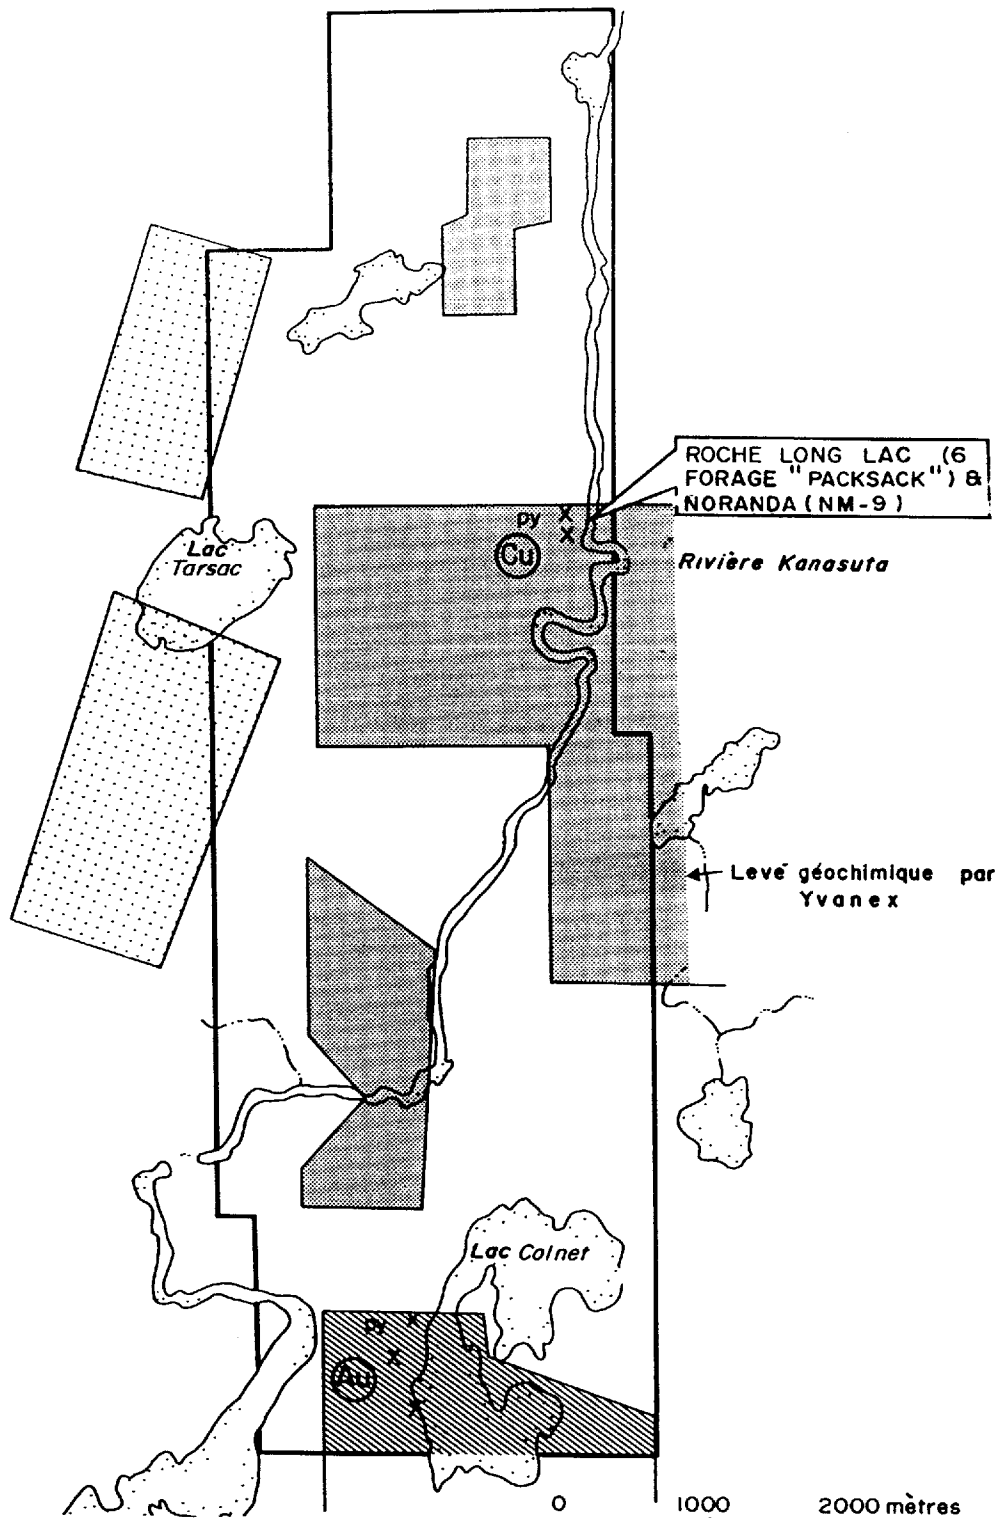 ROCHE LONG LAC (6
FORAGE "PACKSACK") &
NORANDA (NM-9)
py
Cu
Lac
Tarsac
Rivière Kanasuta
Levé géochimique par
Yvanex
Lac Colnet
py
Au
0 1000 2000 mètres